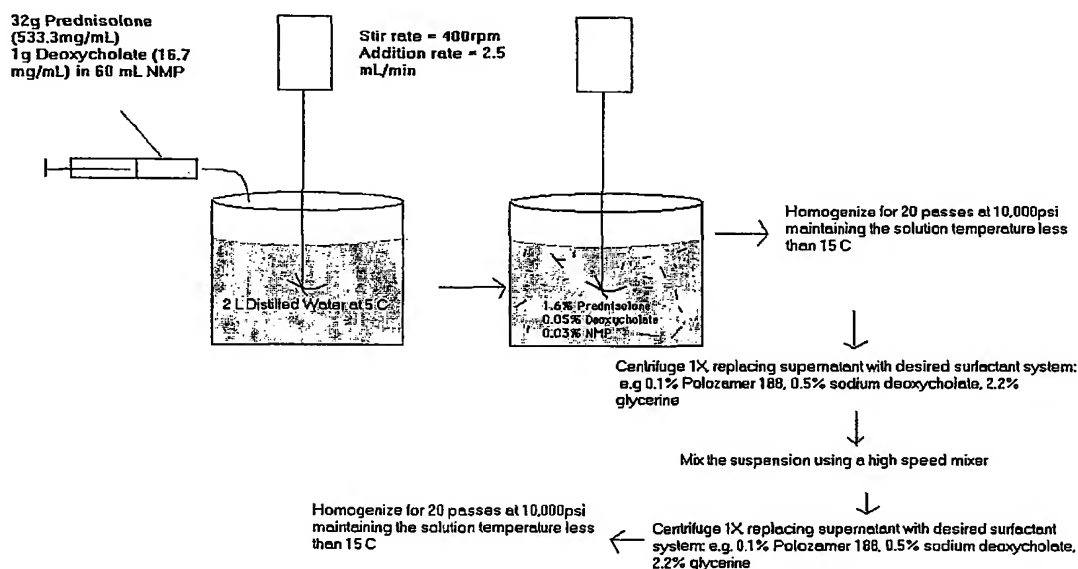 32g Prednisolone
(533.3mg/mL)
1g Deoxycholate (16.7
mg/mL) in 60 mL NMP
Stir rate = 400rpm
Addition rate = 2.5
mL/min
2 L Distilled Water at 5 C
1.6% Prednisolone
0.05% Deoxycholate
0.03% NMP
Homogenize for 20 passes at 10,000psi
maintaining the solution temperature less
than 15 C
Centrifuge 1X, replacing supernatant with desired surfactant system:
e.g 0.1% Polozamer 188, 0.5% sodium deoxycholate, 2.2%
glycerine
Mix the suspension using a high speed mixer
Centrifuge 1X replacing supernatant with desired surfactant
system: e.g. 0.1% Polozamer 188, 0.5% sodium deoxycholate,
2.2% glycerine
Homogenize for 20 passes at 10,000psi
maintaining the solution temperature less
than 15 C